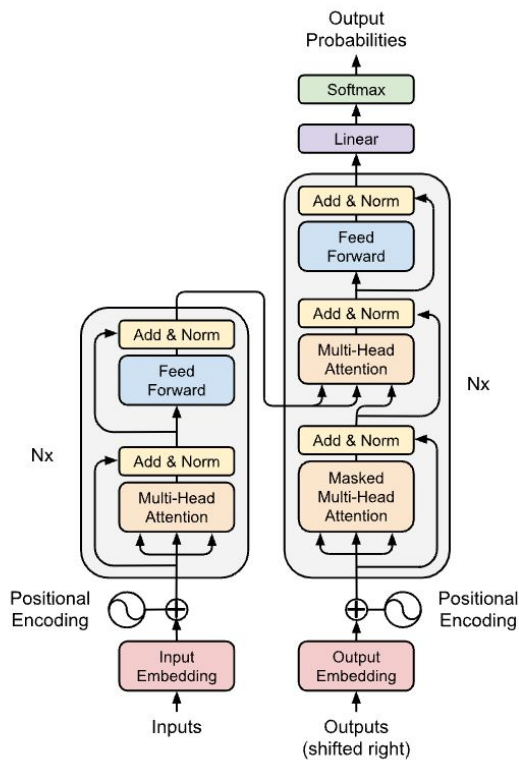 Output
Probabilities
Softmax
Linear
Add & Norm
Feed
Forward
Add & Norm
Multi-Head
Attention
Nx
Add & Norm
Masked
Multi-Head
Attention
Add & Norm
Feed
Forward
Nx
Add & Norm
Multi-Head
Attention
Positional
Encoding
Positional
Encoding
Input
Embedding
Output
Embedding
Inputs
Outputs
(shifted right)